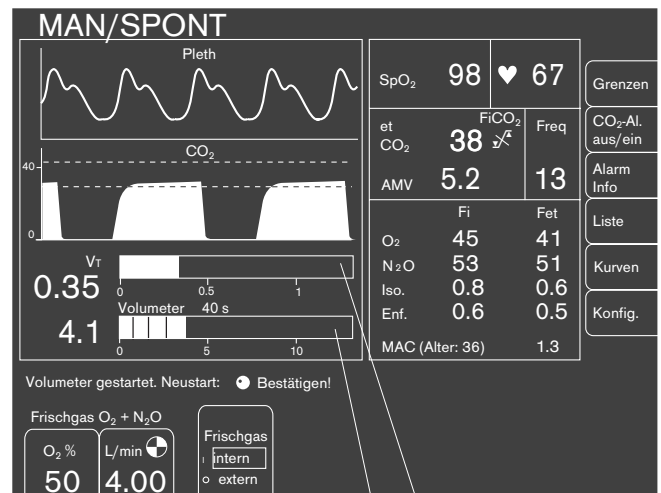 MAN/SPONT
Pleth
CO₂
40
0
VT
0.35
0 0.5 1
Volumeter 40 s
4.1
0 5 10
SpO₂ 98 ♥ 67
et CO₂ 38 FiCO₂ Freq
AMV 5.2 13
Fi Fet
O₂ 45 41
N₂O 53 51
Iso. 0.8 0.6
Enf. 0.6 0.5
MAC (Alter: 36) 1.3
Grenzen
CO₂-Al.
aus/ein
Alarm
Info
Liste
Kurven
Konfig.
Volumeter gestartet. Neustart: Bestätigen!
Frischgas O₂ + N₂O
O₂ % L/min
50 4.00
Frischgas
I intern
o extern